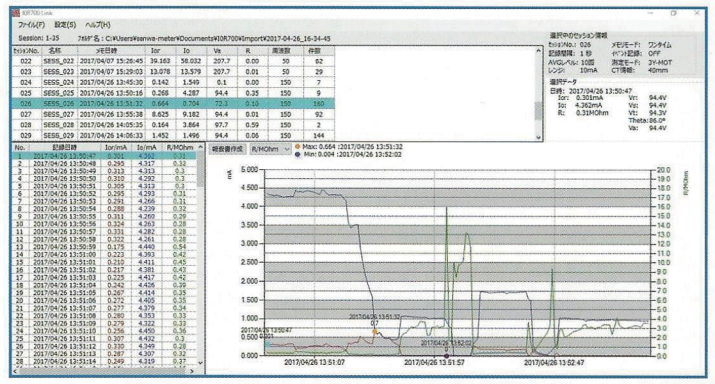 IOR700 Link
ファイル(F) 設定(S) ヘルプ(H)
Session: 1-35 ﾌｫﾙﾀﾞ名 : C:¥Users¥sanwa-meter¥Documents¥IOR700¥Import¥2017-04-26_16-34-45
ｾｯｼｮﾝNo. 名称 メモ日時 Ior Io Va R 周波数 件数
022 SESS_022 2017/04/07 15:26:45 39.163 58.032 207.7 0.00 50 62
023 SESS_023 2017/04/07 15:29:03 13.078 13.579 207.7 0.01 50 29
024 SESS_024 2017/04/26 13:45:30 0.142 1.549 0.1 0.00 150 7
025 SESS_025 2017/04/26 13:50:16 0.268 4.287 94.4 0.35 150 9
026 SESS_026 2017/04/26 13:51:32 0.664 0.704 72.3 0.10 150 160
027 SESS_027 2017/04/26 13:55:38 8.625 9.182 94.4 0.01 150 92
028 SESS_028 2017/04/26 14:05:35 0.164 3.864 97.7 0.59 150 2
029 SESS_029 2017/04/26 14:06:33 1.452 1.496 94.4 0.06 150 144
選択中のセッション情報
ｾｯｼｮﾝNo.: 026 メモリモード: ワンタイム
記録間隔: 1 秒 ｲﾍﾞﾝﾄ記録: OFF
AVGレベル: 10回 測定モード: 3Y-MOT
レンジ: 10mA CT情報: 40mm
選択データ
日時: 2017/04/26 13:50:47
Ior: 0.301mA Vr: 94.4V
Io: 4.362mA Vs: 94.4V
R: 0.31MOhm Vt: 94.3V
Theta:86.0°
Va: 94.4V
No. 記録日時 Ior/mA Io/mA R/MOhm
1 2017/04/26 13:50:47 0.301 4.362 0.31
2 2017/04/26 13:50:48 0.295 4.317 0.32
3 2017/04/26 13:50:49 0.313 4.313 0.3
4 2017/04/26 13:50:50 0.310 4.292 0.3
5 2017/04/26 13:50:51 0.305 4.313 0.3
6 2017/04/26 13:50:52 0.295 4.293 0.31
7 2017/04/26 13:50:53 0.291 4.266 0.31
8 2017/04/26 13:50:54 0.288 4.239 0.32
9 2017/04/26 13:50:55 0.311 4.260 0.29
10 2017/04/26 13:50:56 0.324 4.263 0.28
11 2017/04/26 13:50:57 0.331 4.282 0.28
12 2017/04/26 13:50:58 0.322 4.261 0.28
13 2017/04/26 13:50:59 0.175 4.440 0.54
14 2017/04/26 13:51:00 0.223 4.393 0.42
15 2017/04/26 13:51:01 0.210 4.411 0.45
16 2017/04/26 13:51:02 0.217 4.381 0.43
17 2017/04/26 13:51:03 0.225 4.417 0.42
18 2017/04/26 13:51:04 0.242 4.426 0.39
19 2017/04/26 13:51:05 0.267 4.414 0.35
20 2017/04/26 13:51:06 0.272 4.405 0.35
21 2017/04/26 13:51:07 0.277 4.379 0.34
22 2017/04/26 13:51:08 0.280 4.353 0.33
23 2017/04/26 13:51:09 0.279 4.322 0.33
24 2017/04/26 13:51:10 0.256 4.450 0.36
25 2017/04/26 13:51:11 0.307 4.432 0.3
26 2017/04/26 13:51:12 0.330 4.349 0.28
27 2017/04/26 13:51:13 0.287 4.307 0.32
28 2017/04/26 13:51:14 0.249 4.319 0.37
報告書作成 R/MOhm Max: 0.664 :2017/04/26 13:51:32
Min: 0.004 :2017/04/26 13:52:02
mA
5.000
4.500
4.000
3.500
3.000
2.500
2.000
1.500
1.000
0.500
0.000
2017/04/26 13:51:32
0.7
2017/04/26 13:50:47
0.301
2017/04/26 13:52:02
20.0
19.0
18.0
17.0
16.0
15.0
14.0
13.0
12.0
11.0
10.0
9.0
8.0
7.0
6.0
5.0
4.0
3.0
2.0
1.0
0.0
R/MOhm
2017/04/26 13:51:07 2017/04/26 13:51:57 2017/04/26 13:52:47